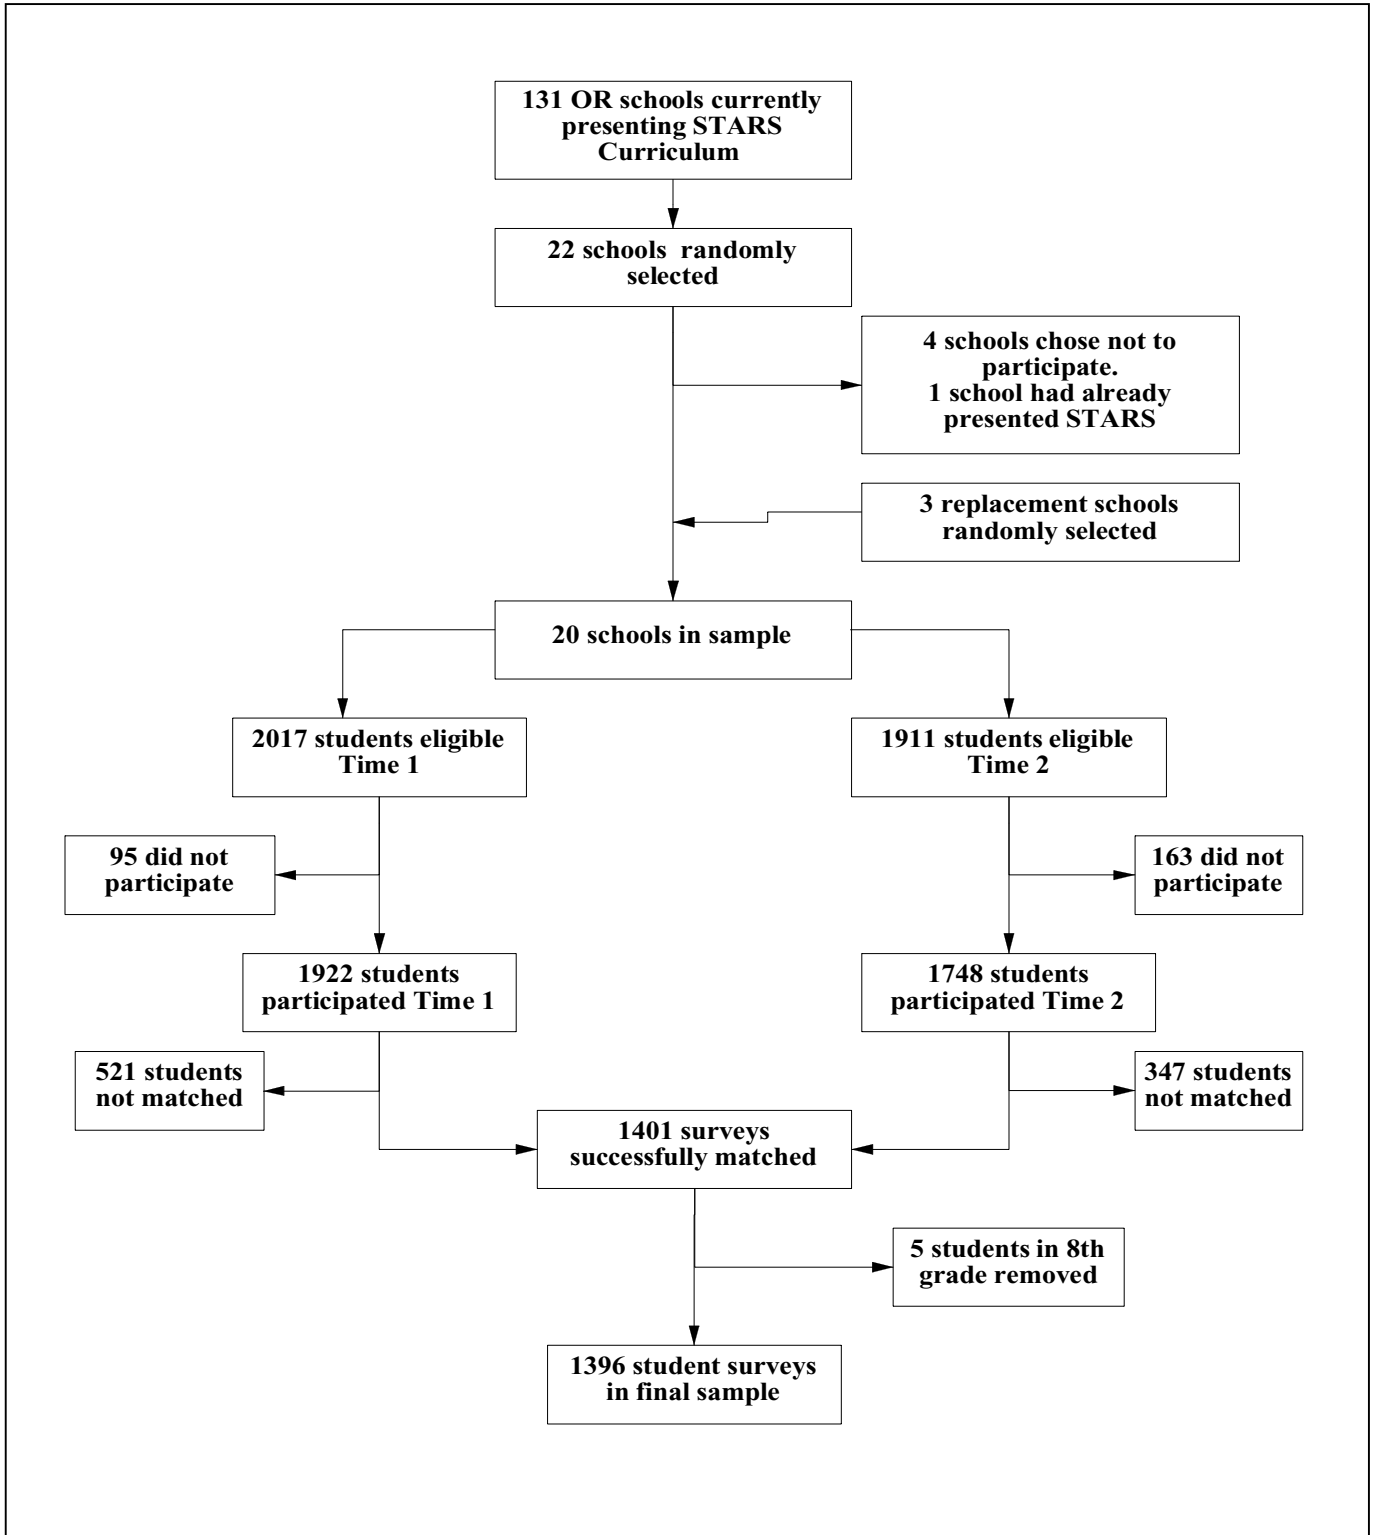 131 OR schools currently
presenting STARS
Curriculum
22 schools randomly
selected
4 schools chose not to
participate.
1 school had already
presented STARS
3 replacement schools
randomly selected
20 schools in sample
2017 students eligible
Time 1
1911 students eligible
Time 2
95 did not
participate
163 did not
participate
1922 students
participated Time 1
1748 students
participated Time 2
521 students
not matched
347 students
not matched
1401 surveys
successfully matched
5 students in 8th
grade removed
1396 student surveys
in final sample